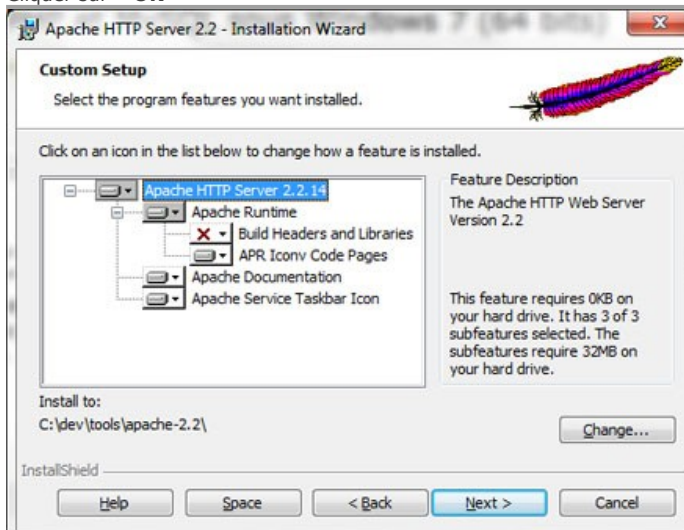 Apache HTTP Server 2.2 - Installation Wizard
Custom Setup
Select the program features you want installed.
Click on an icon in the list below to change how a feature is installed.
Apache HTTP Server 2.2.14
Apache Runtime
Build Headers and Libraries
APR Iconv Code Pages
Apache Documentation
Apache Service Taskbar Icon
Feature Description
The Apache HTTP Web Server
Version 2.2
This feature requires 0KB on
your hard drive. It has 3 of 3
subfeatures selected. The
subfeatures require 32MB on
your hard drive.
Install to:
C:\dev\tools\apache-2.2\
Change...
InstallShield
Help
Space
< Back
Next >
Cancel